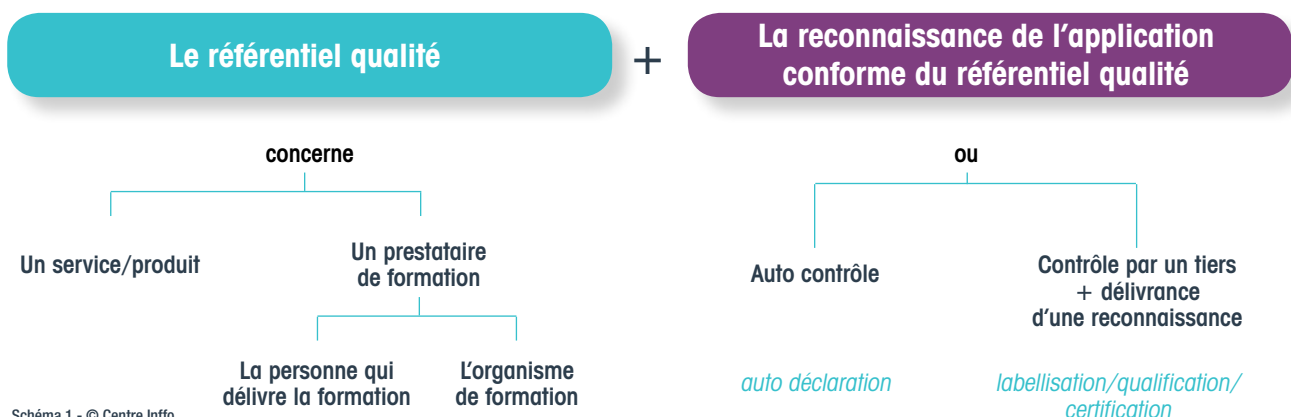 Le référentiel qualité
+
La reconnaissance de l'application
conforme du référentiel qualité
concerne
Un service/produit
Un prestataire
de formation
La personne qui
délivre la formation
L'organisme
de formation
ou
Auto contrôle
Contrôle par un tiers
+ délivrance
d'une reconnaissance
auto déclaration
labellisation/qualification/
certification
Schéma 1 - © Centre Inffo